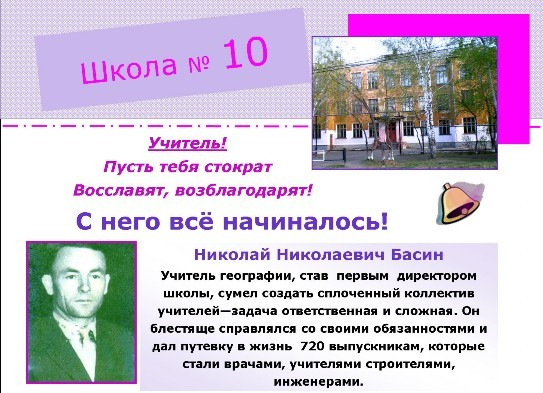 Школа № 10
Учитель!
Пусть тебя стократ
Восславят, возблагодарят!
С него всё начиналось!
Николай Николаевич Басин
Учитель географии, став первым директором
школы, сумел создать сплоченный коллектив
учителей—задача ответственная и сложная. Он
блестяще справлялся со своими обязанностями и
дал путевку в жизнь 720 выпускникам, которые
стали врачами, учителями строителями,
инженерами.